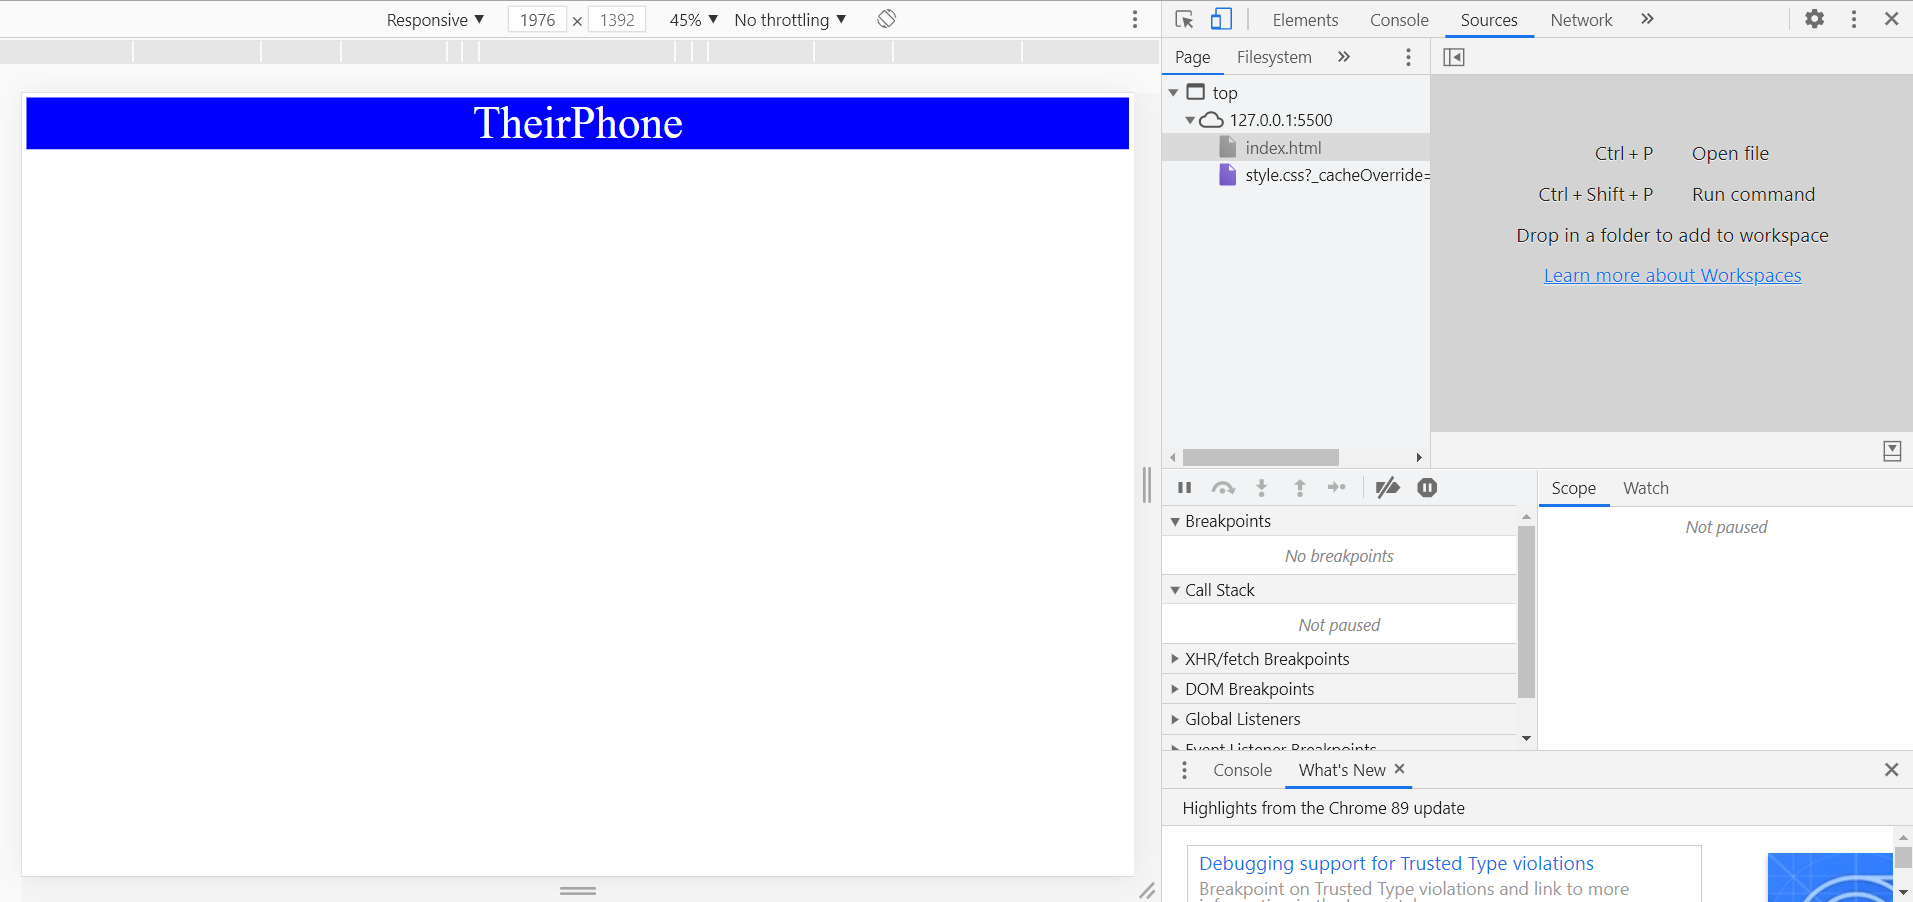 Responsive ▼ 1976 × 1392 45% ▼ No throttling ▼
Elements Console Sources Network »
Page Filesystem »
TheirPhone
top
127.0.0.1:5500
index.html
style.css?_cacheOverride=
Ctrl + P Open file
Ctrl + Shift + P Run command
Drop in a folder to add to workspace
Learn more about Workspaces
Scope Watch
Not paused
Breakpoints
No breakpoints
Call Stack
Not paused
XHR/fetch Breakpoints
DOM Breakpoints
Global Listeners
Event Listener Breakpoints
Console What's New ×
Highlights from the Chrome 89 update
Debugging support for Trusted Type violations
Breakpoint on Trusted Type violations and link to more